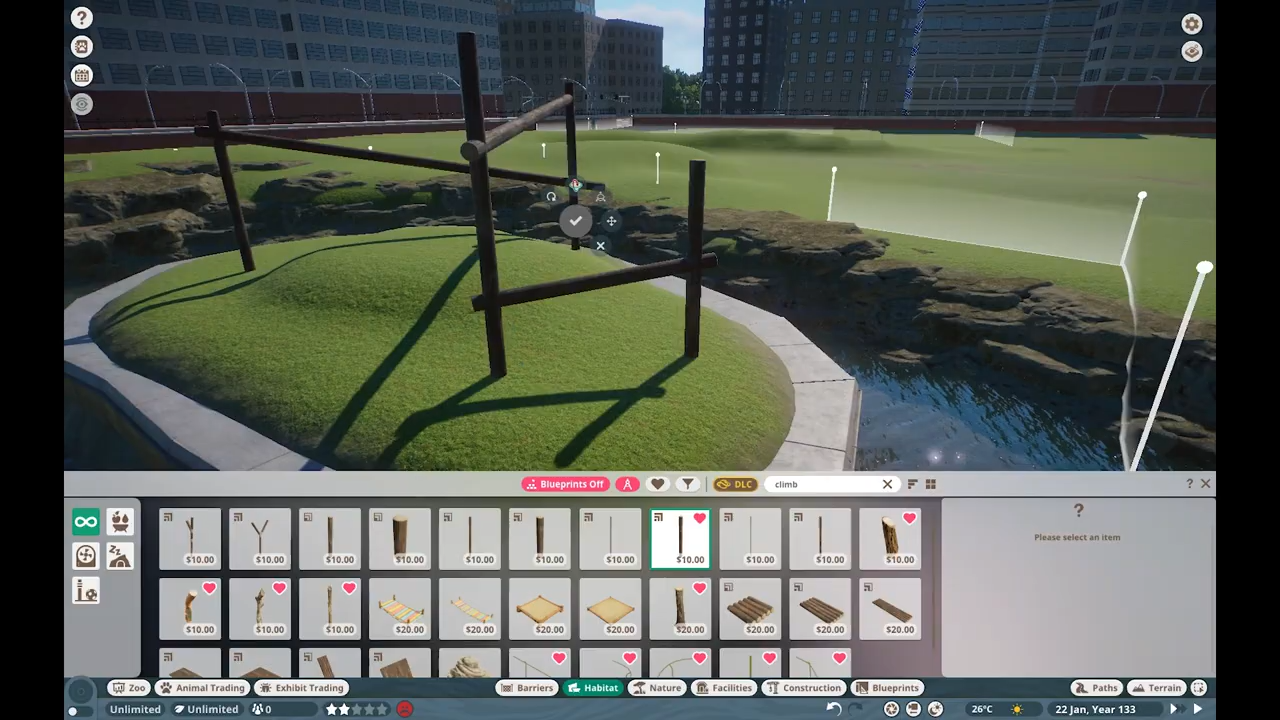 ?
Blueprints Off
DLC
climb
?
$10.00 $10.00 $10.00 $10.00 $10.00 $10.00 $10.00 $10.00 $10.00 $10.00 $10.00
?
Please select an item
$10.00 $10.00 $10.00 $20.00 $20.00 $20.00 $20.00 $20.00 $20.00 $20.00 $20.00
Zoo Animal Trading Exhibit Trading Barriers Habitat Nature Facilities Construction Blueprints Paths Terrain
Unlimited Unlimited 0 26°C 22 Jan, Year 133